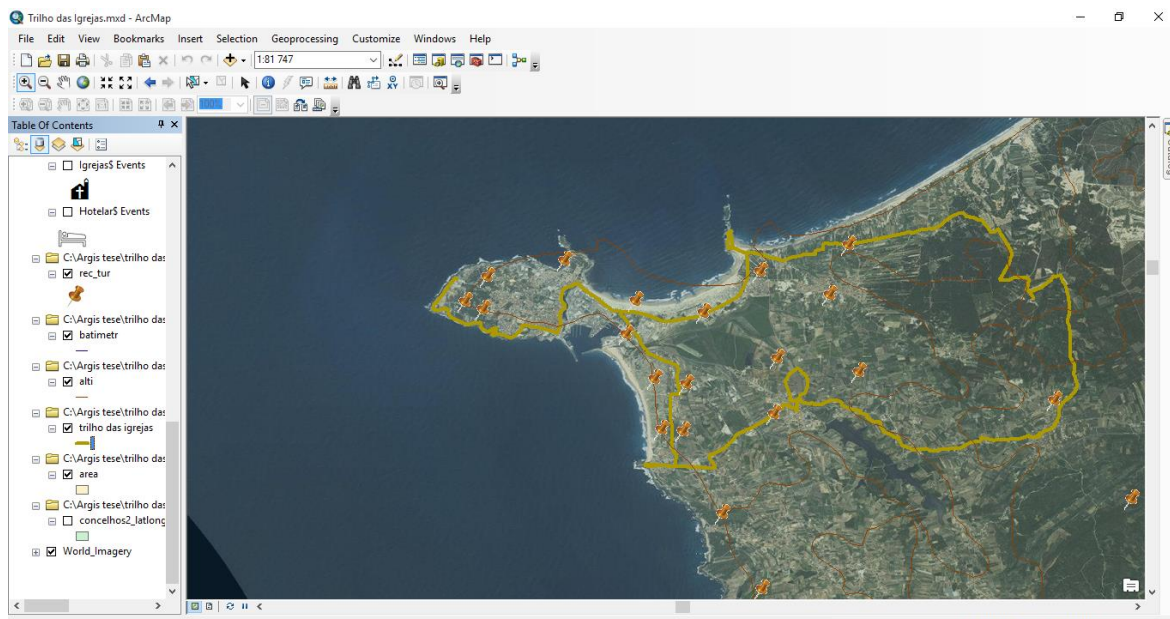 Trilho das Igrejas.mxd - ArcMap
File Edit View Bookmarks Insert Selection Geoprocessing Customize Windows Help
1:81 747
100%
Table Of Contents
Igrejas$ Events
Hotelar$ Events
C:\Argis tese\trilho das
rec_tur
C:\Argis tese\trilho das
batimetr
C:\Argis tese\trilho das
alti
C:\Argis tese\trilho das
trilho das igrejas
C:\Argis tese\trilho das
area
C:\Argis tese\trilho das
concelhos2_latlong
World_Imagery